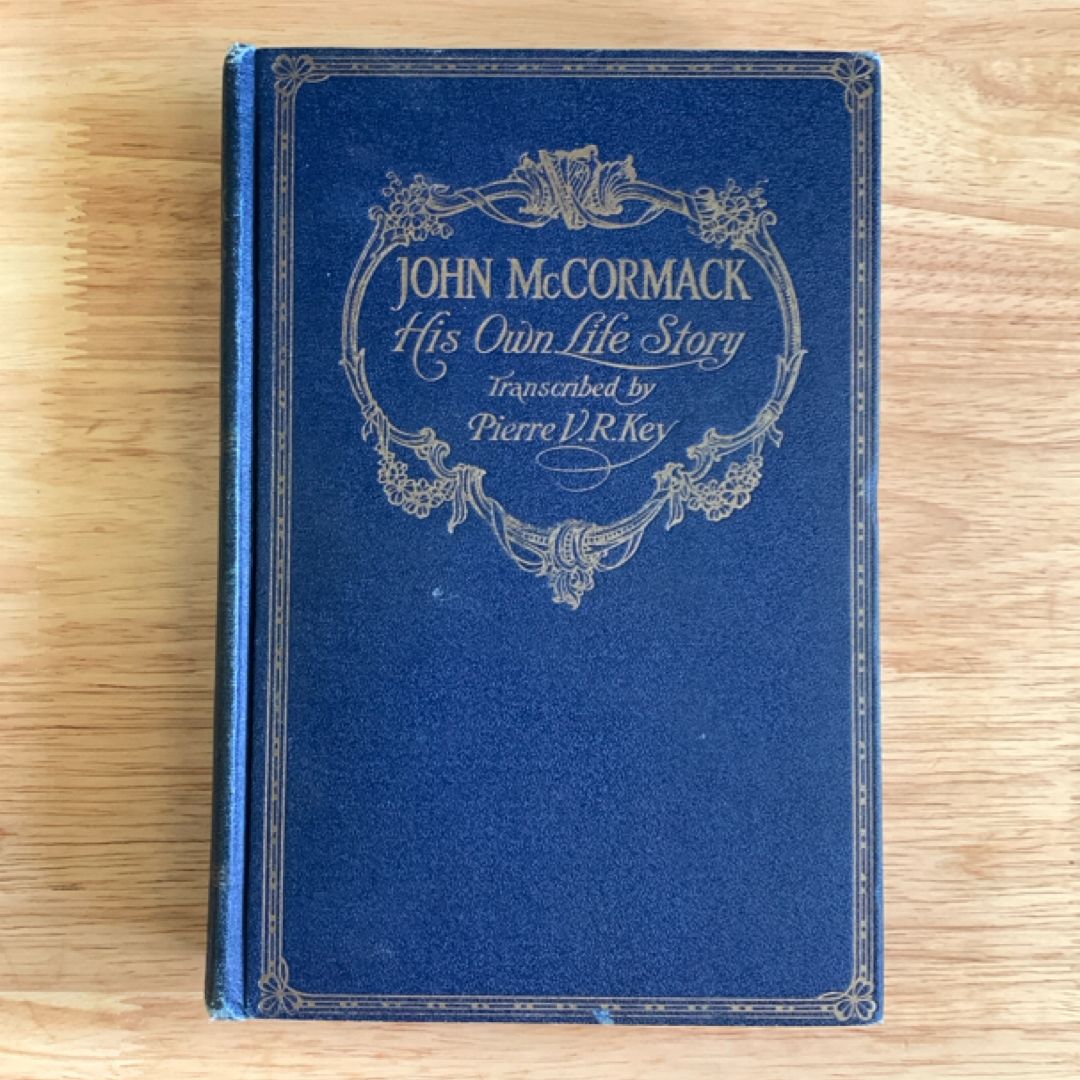 JOHN McCORMACK
His Own Life Story
Transcribed by
Pierre V.R.Key